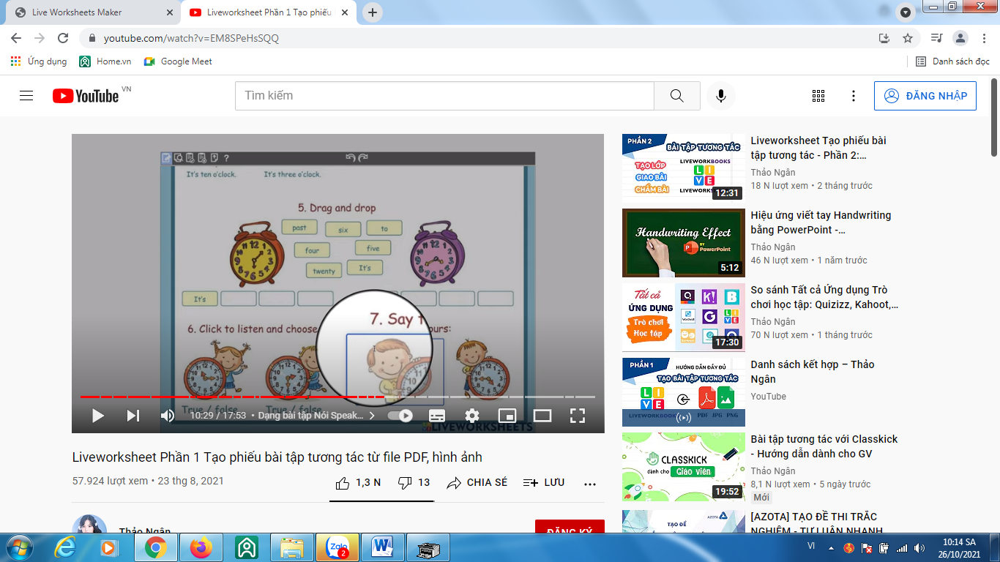 Live Worksheets Maker
Liveworksheet Phần 1 Tạo phiếu
youtube.com/watch?v=EM8SPeHsSQQ
Ứng dụng
Home.vn
Google Meet
Danh sách đọc
YouTube VN
Tìm kiếm
ĐĂNG NHẬP
It's ten o'clock.
It's three o'clock.
5. Drag and drop
past
six
to
four
five
twenty
It's
It's
6. Click to listen and choose
7. Say t
ours:
True / false
True / false
LIVEWORKSHEETS
10:29 / 17:53 • Dạng bài tập Nói Speak...
Liveworksheet Phần 1 Tạo phiếu bài tập tương tác từ file PDF, hình ảnh
57.924 lượt xem • 23 thg 8, 2021
1,3 N
13
CHIA SẺ
LƯU
Thảo Ngân
ĐĂNG KÝ
PHẦN 2
BÀI TẬP TƯƠNG TÁC
TẠO LỚP
GIAO BÀI
CHẤM BÀI
LIVEWORKBOOKS
LIVE
12:31
Liveworksheet Tạo phiếu bài
tập tương tác - Phần 2:...
Thảo Ngân
18 N lượt xem • 2 tháng trước
Handwriting Effect
BY
PowerPoint
5:12
Hiệu ứng viết tay Handwriting
bằng PowerPoint -...
Thảo Ngân
46 N lượt xem • 1 năm trước
Tất cả
ỨNG DỤNG
Trò chơi
Học tập
K!
B
LIVE
17:30
So sánh Tất cả Ứng dụng Trò
chơi học tập: Quizizz, Kahoot,...
Thảo Ngân
70 N lượt xem • 1 tháng trước
PHẦN 1
HƯỚNG DẪN ĐẦY ĐỦ
TẠO BÀI TẬP TƯƠNG TÁC
LIVE
LIVEWORKBOOK
PDF JPG PNG
Danh sách kết hợp – Thảo
Ngân
YouTube
CLASSKICK
dành cho
Giáo viên
19:52
Bài tập tương tác với Classkick
- Hướng dẫn dành cho GV
Thảo Ngân
8,1 N lượt xem • 5 ngày trước
Mới
AZOTA
TẠO ĐỀ
[AZOTA] TẠO ĐỀ THI TRẮC
NGHIỆM - TỰ LUẬN NHANH
Zalo
2
VI
10:14 SA
26/10/2021